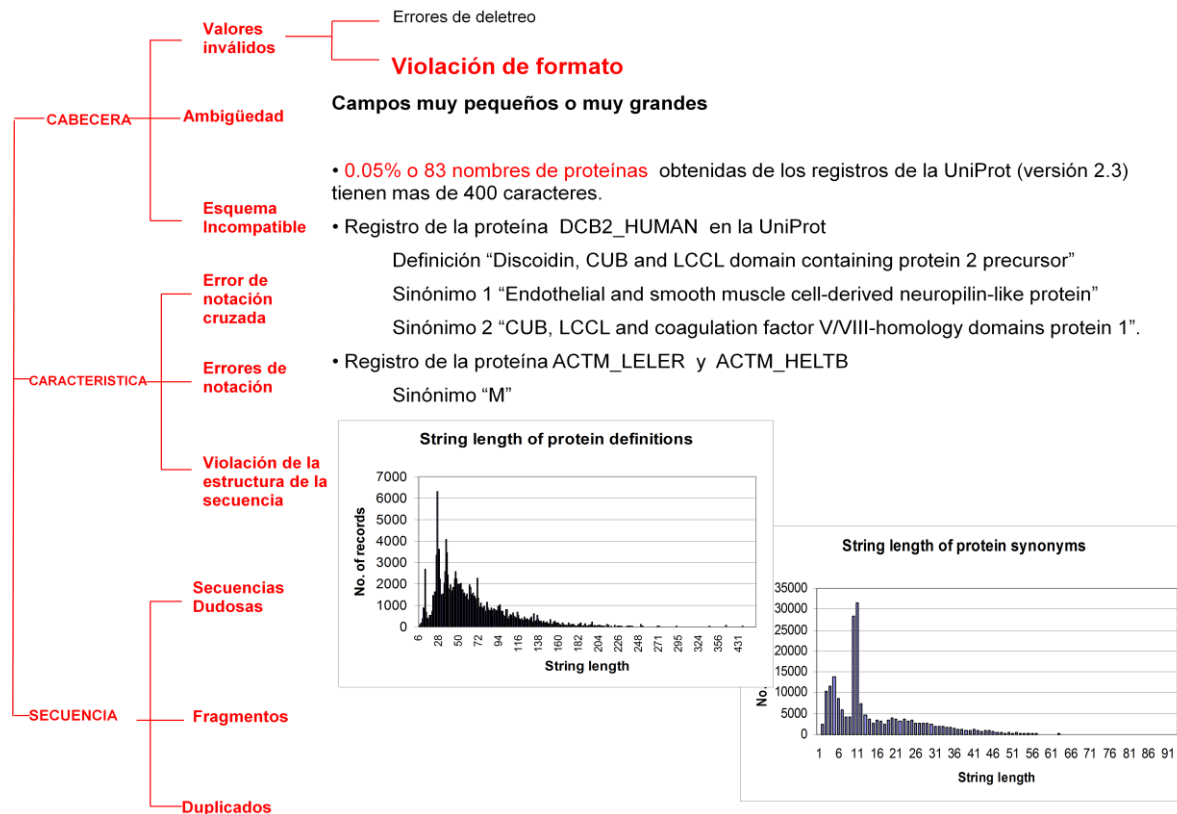 Errores de deletreo
Valores
inválidos
Violación de formato
Campos muy pequeños o muy grandes
CABECERA
Ambigüedad
• 0.05% o 83 nombres de proteínas obtenidas de los registros de la UniProt (versión 2.3)
tienen mas de 400 caracteres.
Esquema
Incompatible
• Registro de la proteína DCB2_HUMAN en la UniProt
Definición “Discoidin, CUB and LCCL domain containing protein 2 precursor”
Sinónimo 1 “Endothelial and smooth muscle cell-derived neuropilin-like protein”
Sinónimo 2 “CUB, LCCL and coagulation factor V/VIII-homology domains protein 1”.
Error de
notación
cruzada
• Registro de la proteína ACTM_LELER y ACTM_HELTB
Sinónimo “M”
CARACTERISTICA
Errores de
notación
Violación de la
estructura de la
secuencia
String length of protein definitions
No. of records
7000
6000
5000
4000
3000
2000
1000
0
6 28 50 72 94 116 138 160 182 204 226 248 271 295 324 356 431
String length
String length of protein synonyms
No.
35000
30000
25000
20000
15000
10000
5000
0
1 6 11 16 21 26 31 36 41 46 51 56 61 66 71 76 81 86 91
String length
Secuencias
Dudosas
SECUENCIA
Fragmentos
Duplicados